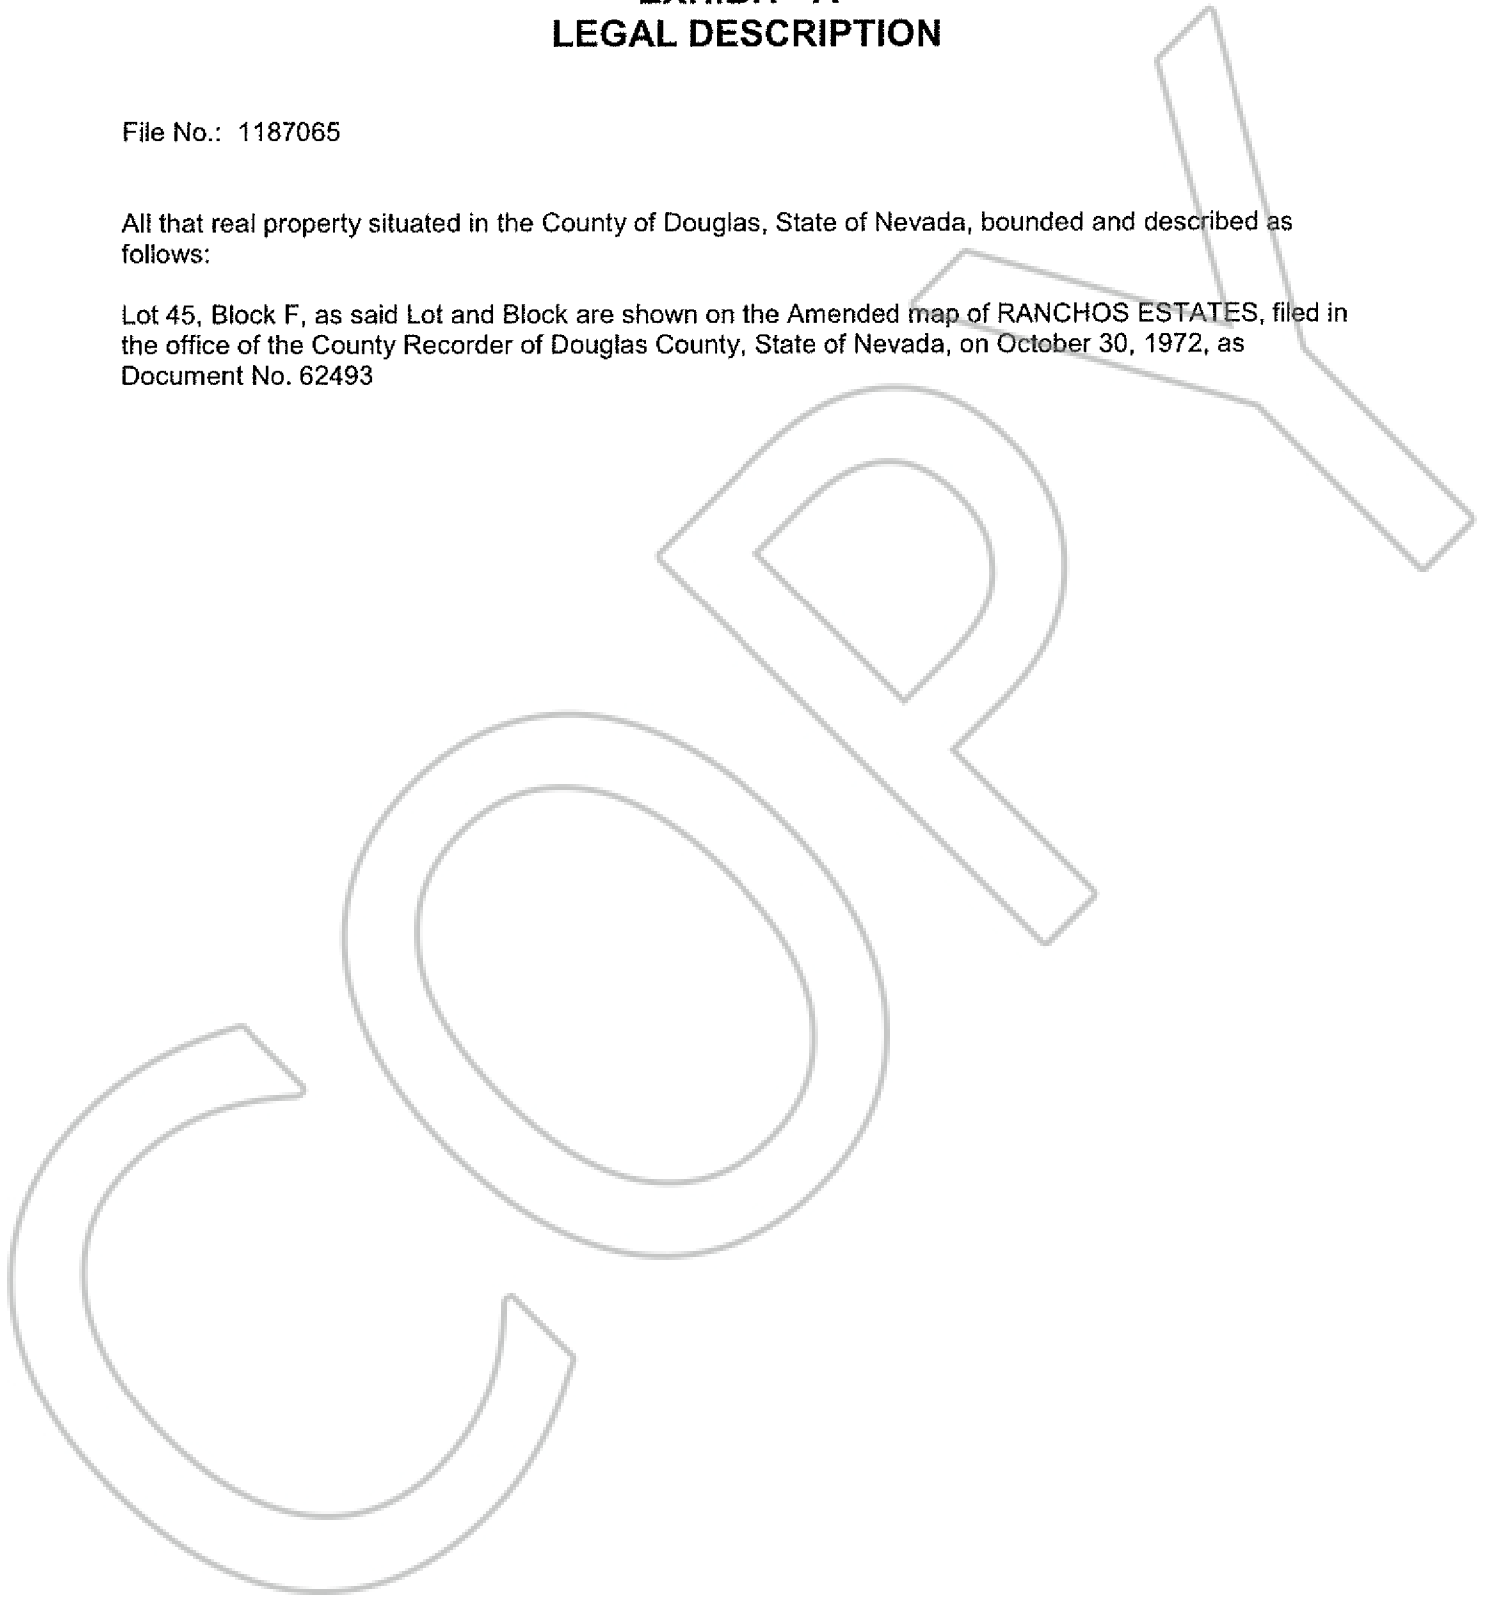 LEGAL DESCRIPTION
File No.: 1187065
All that real property situated in the County of Douglas, State of Nevada, bounded and described as
follows:
Lot 45, Block F, as said Lot and Block are shown on the Amended map of RANCHOS ESTATES, filed in
the office of the County Recorder of Douglas County, State of Nevada, on October 30, 1972, as
Document No. 62493
COPY